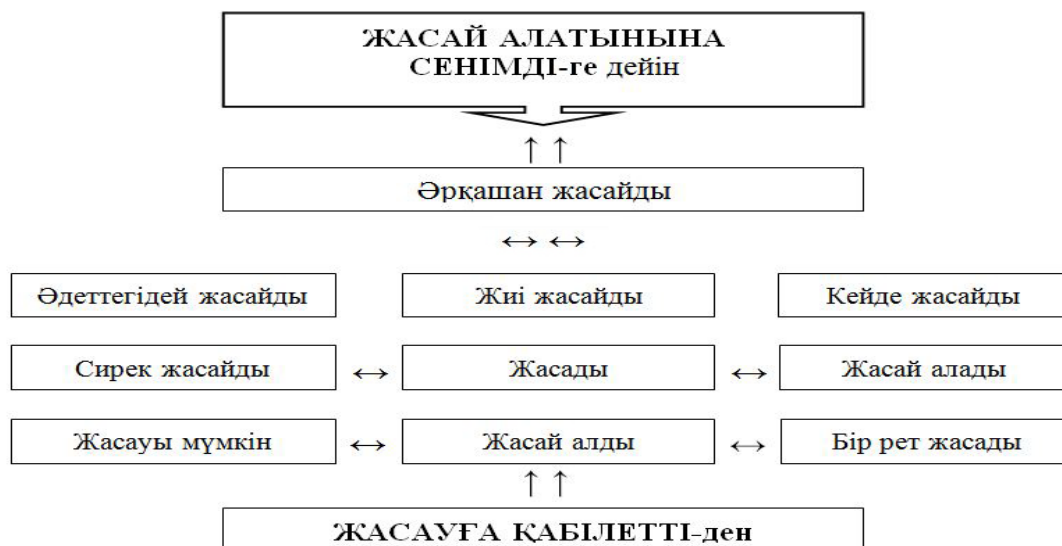 ЖАСАЙ АЛАТЫНЫНА
СЕНІМДІ-ге дейін
↑ ↑
Әрқашан жасайды
↔ ↔
Әдеттегідей жасайды Жиі жасайды Кейде жасайды
Сирек жасайды ↔ Жасады ↔ Жасай алады
Жасауы мүмкін ↔ Жасай алды ↔ Бір рет жасады
↑ ↑
ЖАСАУҒА ҚАБІЛЕТТІ-ден